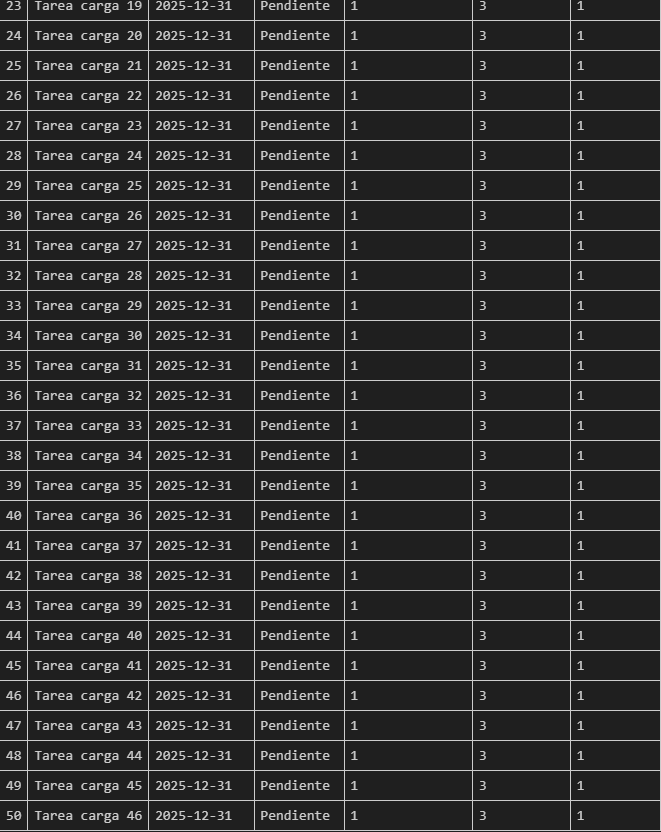 23 Tarea carga 19 2025-12-31 Pendiente 1 3 1
24 Tarea carga 20 2025-12-31 Pendiente 1 3 1
25 Tarea carga 21 2025-12-31 Pendiente 1 3 1
26 Tarea carga 22 2025-12-31 Pendiente 1 3 1
27 Tarea carga 23 2025-12-31 Pendiente 1 3 1
28 Tarea carga 24 2025-12-31 Pendiente 1 3 1
29 Tarea carga 25 2025-12-31 Pendiente 1 3 1
30 Tarea carga 26 2025-12-31 Pendiente 1 3 1
31 Tarea carga 27 2025-12-31 Pendiente 1 3 1
32 Tarea carga 28 2025-12-31 Pendiente 1 3 1
33 Tarea carga 29 2025-12-31 Pendiente 1 3 1
34 Tarea carga 30 2025-12-31 Pendiente 1 3 1
35 Tarea carga 31 2025-12-31 Pendiente 1 3 1
36 Tarea carga 32 2025-12-31 Pendiente 1 3 1
37 Tarea carga 33 2025-12-31 Pendiente 1 3 1
38 Tarea carga 34 2025-12-31 Pendiente 1 3 1
39 Tarea carga 35 2025-12-31 Pendiente 1 3 1
40 Tarea carga 36 2025-12-31 Pendiente 1 3 1
41 Tarea carga 37 2025-12-31 Pendiente 1 3 1
42 Tarea carga 38 2025-12-31 Pendiente 1 3 1
43 Tarea carga 39 2025-12-31 Pendiente 1 3 1
44 Tarea carga 40 2025-12-31 Pendiente 1 3 1
45 Tarea carga 41 2025-12-31 Pendiente 1 3 1
46 Tarea carga 42 2025-12-31 Pendiente 1 3 1
47 Tarea carga 43 2025-12-31 Pendiente 1 3 1
48 Tarea carga 44 2025-12-31 Pendiente 1 3 1
49 Tarea carga 45 2025-12-31 Pendiente 1 3 1
50 Tarea carga 46 2025-12-31 Pendiente 1 3 1